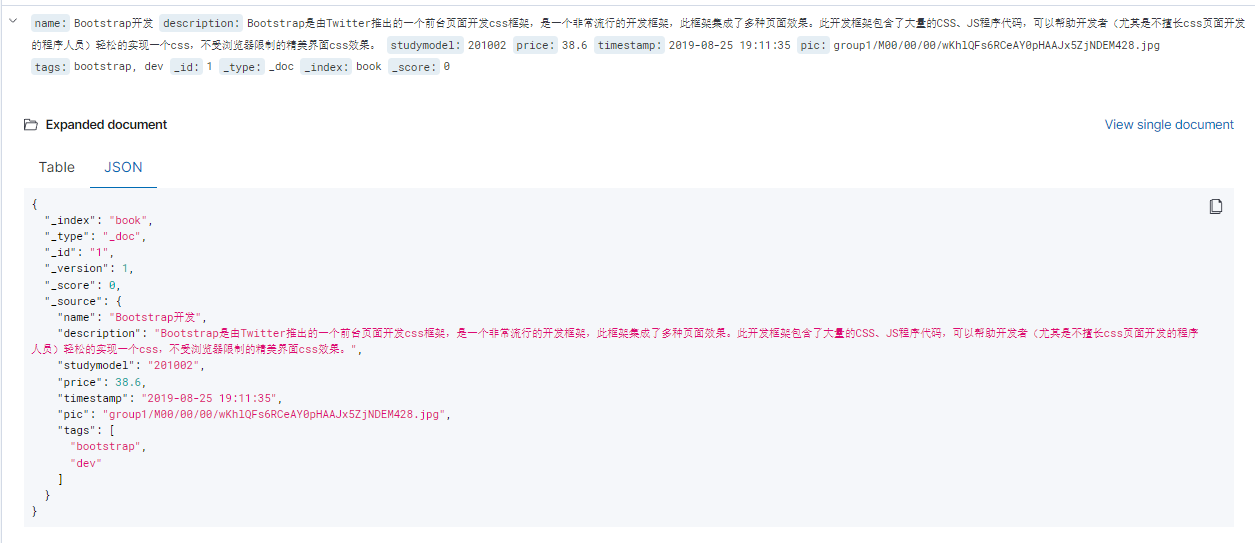 name: Bootstrap开发 description: Bootstrap是由Twitter推出的一个前台页面开发css框架，是一个非常流行的开发框架，此框架集成了多种页面效果。此开发框架包含了大量的CSS、JS程序代码，可以帮助开发者（尤其是不擅长css页面开发
的程序人员）轻松的实现一个css，不受浏览器限制的精美界面css效果。 studymodel: 201002 price: 38.6 timestamp: 2019-08-25 19:11:35 pic: group1/M00/00/00/wKhlQFs6RCeAY0pHAAJx5ZjNDEM428.jpg
tags: bootstrap, dev _id: 1 _type: _doc _index: book _score: 0
Expanded document
View single document
Table JSON
{
"_index": "book",
"_type": "_doc",
"_id": "1",
"_version": 1,
"_score": 0,
"_source": {
"name": "Bootstrap开发",
"description": "Bootstrap是由Twitter推出的一个前台页面开发css框架，是一个非常流行的开发框架，此框架集成了多种页面效果。此开发框架包含了大量的CSS、JS程序代码，可以帮助开发者（尤其是不擅长css页面开发的程序
人员）轻松的实现一个css，不受浏览器限制的精美界面css效果。",
"studymodel": "201002",
"price": 38.6,
"timestamp": "2019-08-25 19:11:35",
"pic": "group1/M00/00/00/wKhlQFs6RCeAY0pHAAJx5ZjNDEM428.jpg",
"tags": [
"bootstrap",
"dev"
]
}
}